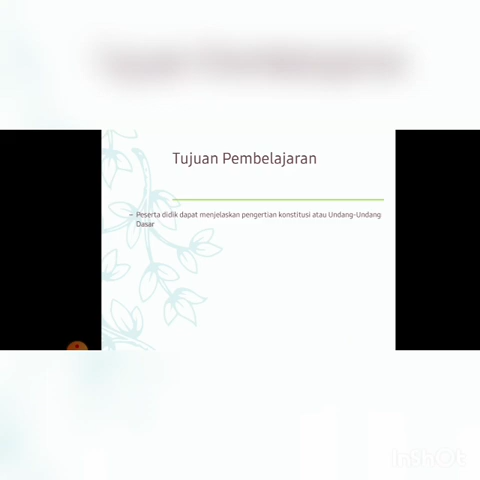 Tujuan Pembelajaran
– Peserta didik dapat menjelaskan pengertian konstitusi atau Undang-Undang
Dasar
InShOt